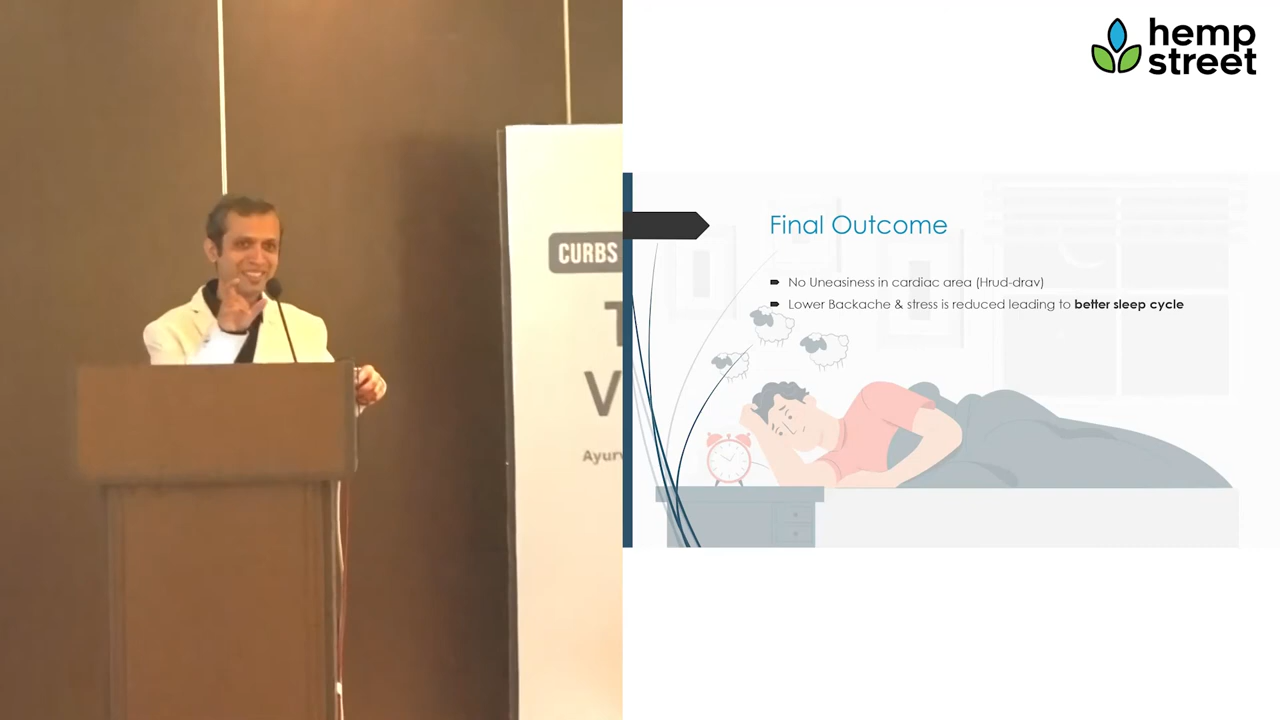 hemp
street
CURBS
Final Outcome
No Uneasiness in cardiac area (Hrud-drav)
Lower Backache & stress is reduced leading to better sleep cycle